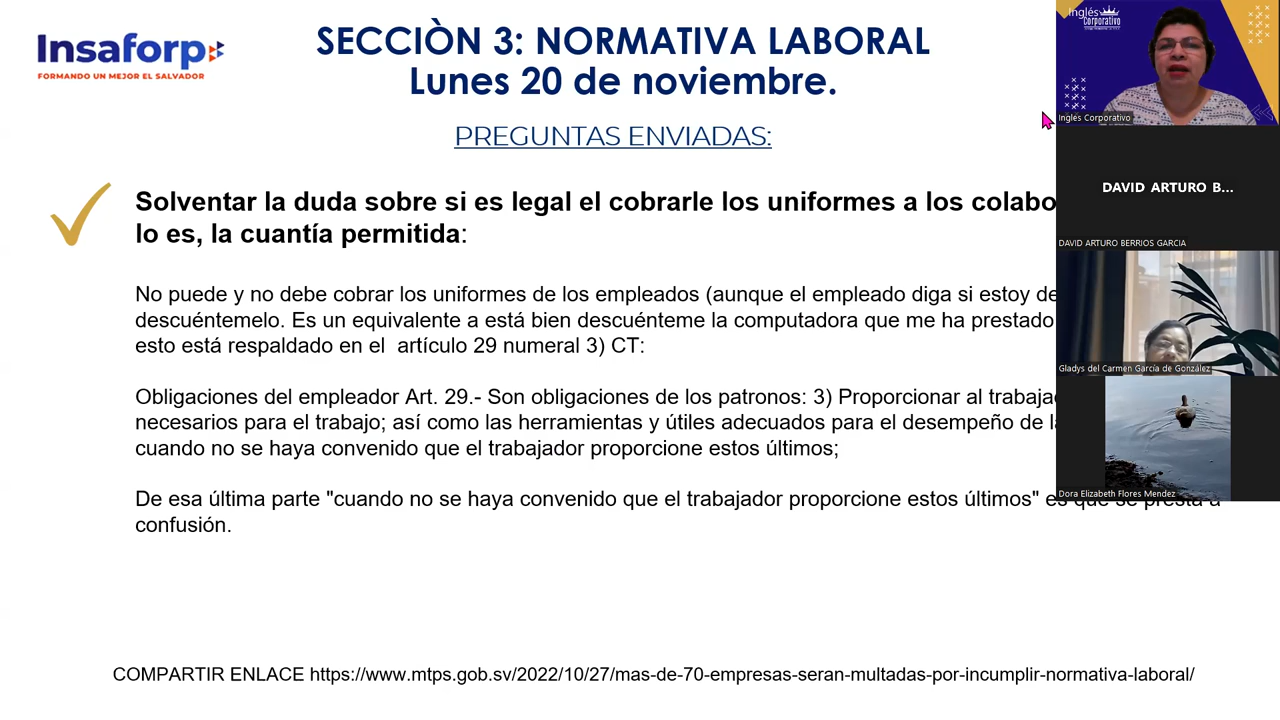 Insaforp
FORMANDO UN MEJOR EL SALVADOR
SECCIÒN 3: NORMATIVA LABORAL
Lunes 20 de noviembre.
PREGUNTAS ENVIADAS:
Solventar la duda sobre si es legal el cobrarle los uniformes a los colabo
lo es, la cuantía permitida:
No puede y no debe cobrar los uniformes de los empleados (aunque el empleado diga si estoy de
descuéntemelo. Es un equivalente a está bien descuénteme la computadora que me ha prestado
esto está respaldado en el artículo 29 numeral 3) CT:
Obligaciones del empleador Art. 29.- Son obligaciones de los patronos: 3) Proporcionar al trabaja
necesarios para el trabajo; así como las herramientas y útiles adecuados para el desempeño de
cuando no se haya convenido que el trabajador proporcione estos últimos;
De esa última parte "cuando no se haya convenido que el trabajador proporcione estos últimos" es que se presta a
confusión.
COMPARTIR ENLACE https://www.mtps.gob.sv/2022/10/27/mas-de-70-empresas-seran-multadas-por-incumplir-normativa-laboral/
Inglés
Corporativo
Inglés Corporativo
DAVID ARTURO B...
DAVID ARTURO BERRIOS GARCIA
Gladys del Carmen García de González
Dora Elizabeth Flores Mendez